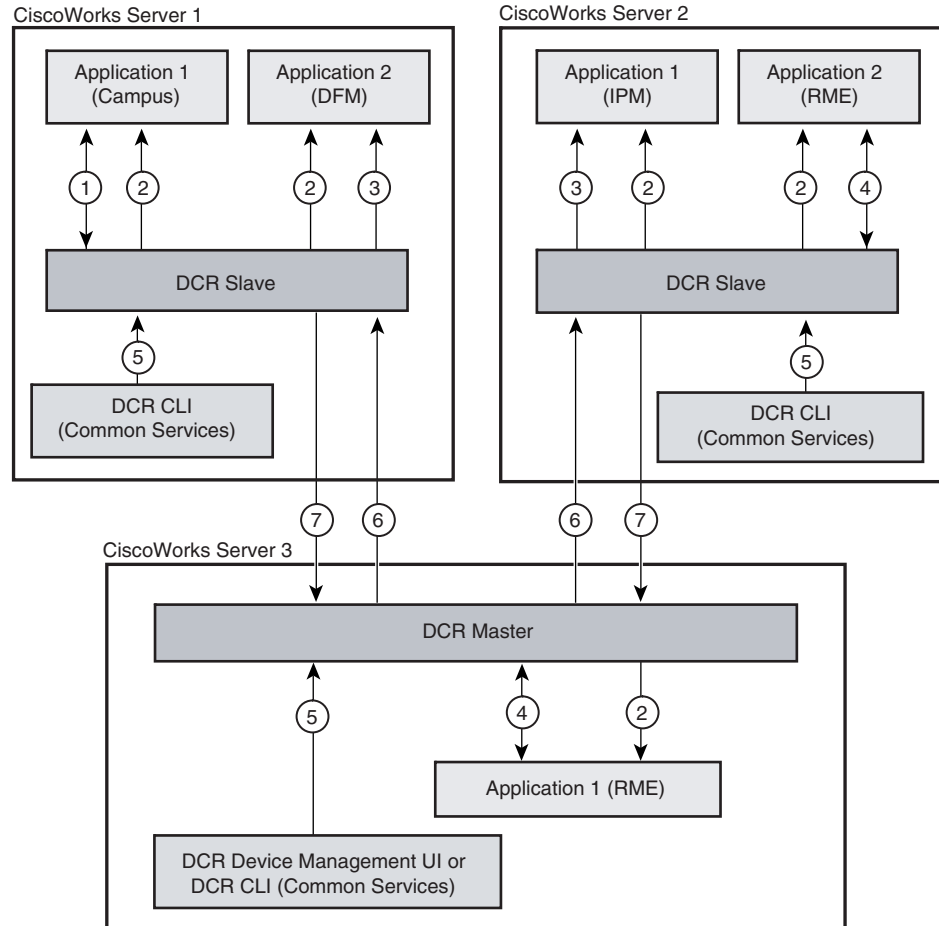 CiscoWorks Server 1
Application 1
(Campus)
Application 2
(DFM)
1
2
2
3
DCR Slave
5
DCR CLI
(Common Services)
CiscoWorks Server 2
Application 1
(IPM)
Application 2
(RME)
3
2
2
4
DCR Slave
5
DCR CLI
(Common Services)
7
6
6
7
CiscoWorks Server 3
DCR Master
5
4
2
Application 1 (RME)
DCR Device Management UI or
DCR CLI (Common Services)